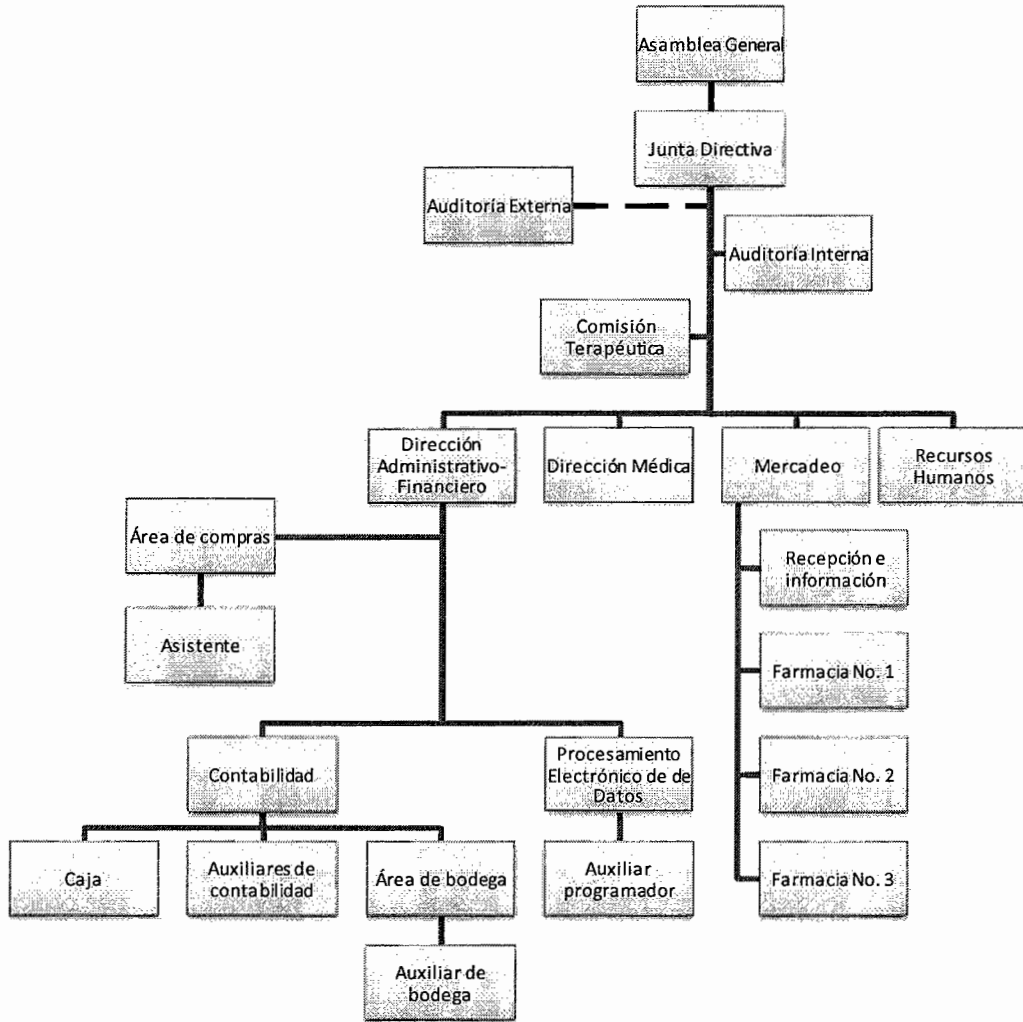 Asamblea General
Junta Directiva
Auditoría Externa
Auditoría Interna
Comisión
Terapéutica
Dirección
Administrativo-
Financiero
Dirección Médica
Mercadeo
Recursos
Humanos
Área de compras
Asistente
Recepción e
información
Farmacia No. 1
Farmacia No. 2
Farmacia No. 3
Contabilidad
Procesamiento
Electrónico de de
Datos
Caja
Auxiliares de
contabilidad
Área de bodega
Auxiliar
programador
Auxiliar de
bodega